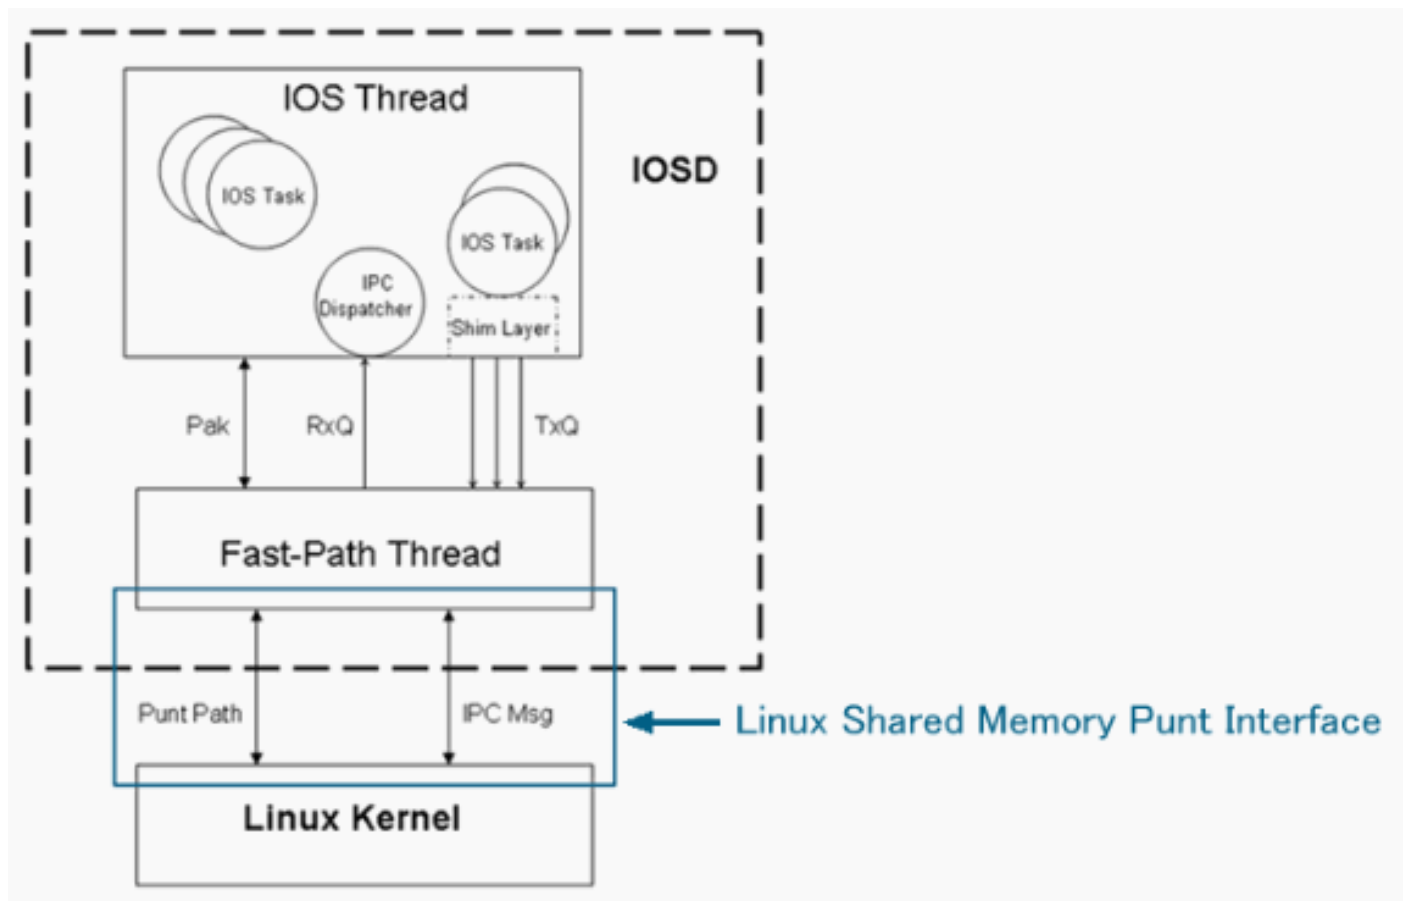 IOS Thread
IOSD
IOS Task
IOS Task
IPC
Dispatcher
Shim Layer
Pak
RxQ
TxQ
Fast-Path Thread
Punt Path
IPC Msg
Linux Shared Memory Punt Interface
Linux Kernel